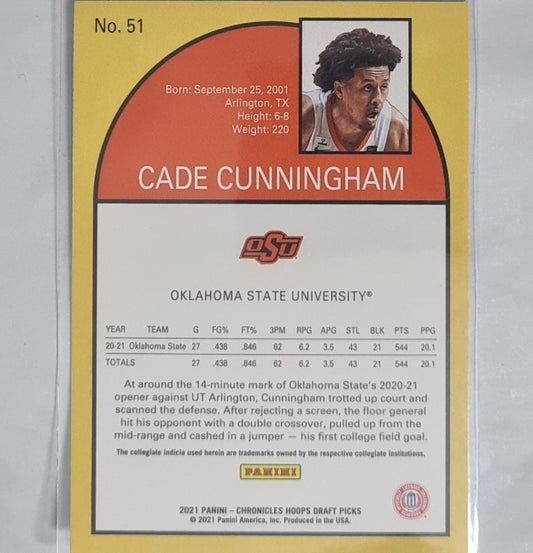 No. 51
Born: September 25, 2001
Arlington, TX
Height: 6-8
Weight: 220
CADE CUNNINGHAM
OSU
OKLAHOMA STATE UNIVERSITY®
YEAR TEAM G FG% FT% 3PM RPG APG STL BLK PTS PPG
20-21 Oklahoma State 27 .438 .846 62 6.2 3.5 43 21 544 20.1
TOTALS 27 .438 .846 62 6.2 3.5 43 21 544 20.1
At around the 14-minute mark of Oklahoma State's 2020-21
opener against UT Arlington, Cunningham trotted up court and
scanned the defense. After rejecting a screen, the floor general
hit his opponent with a double crossover, pulled up from the
mid-range and cashed in a jumper — his first college field goal.
The collegiate indicia used herein are trademarks owned by the respective collegiate institutions.
PANINI
2021 PANINI – CHRONICLES HOOPS DRAFT PICKS
© 2021 Panini America, Inc. Produced in the USA.